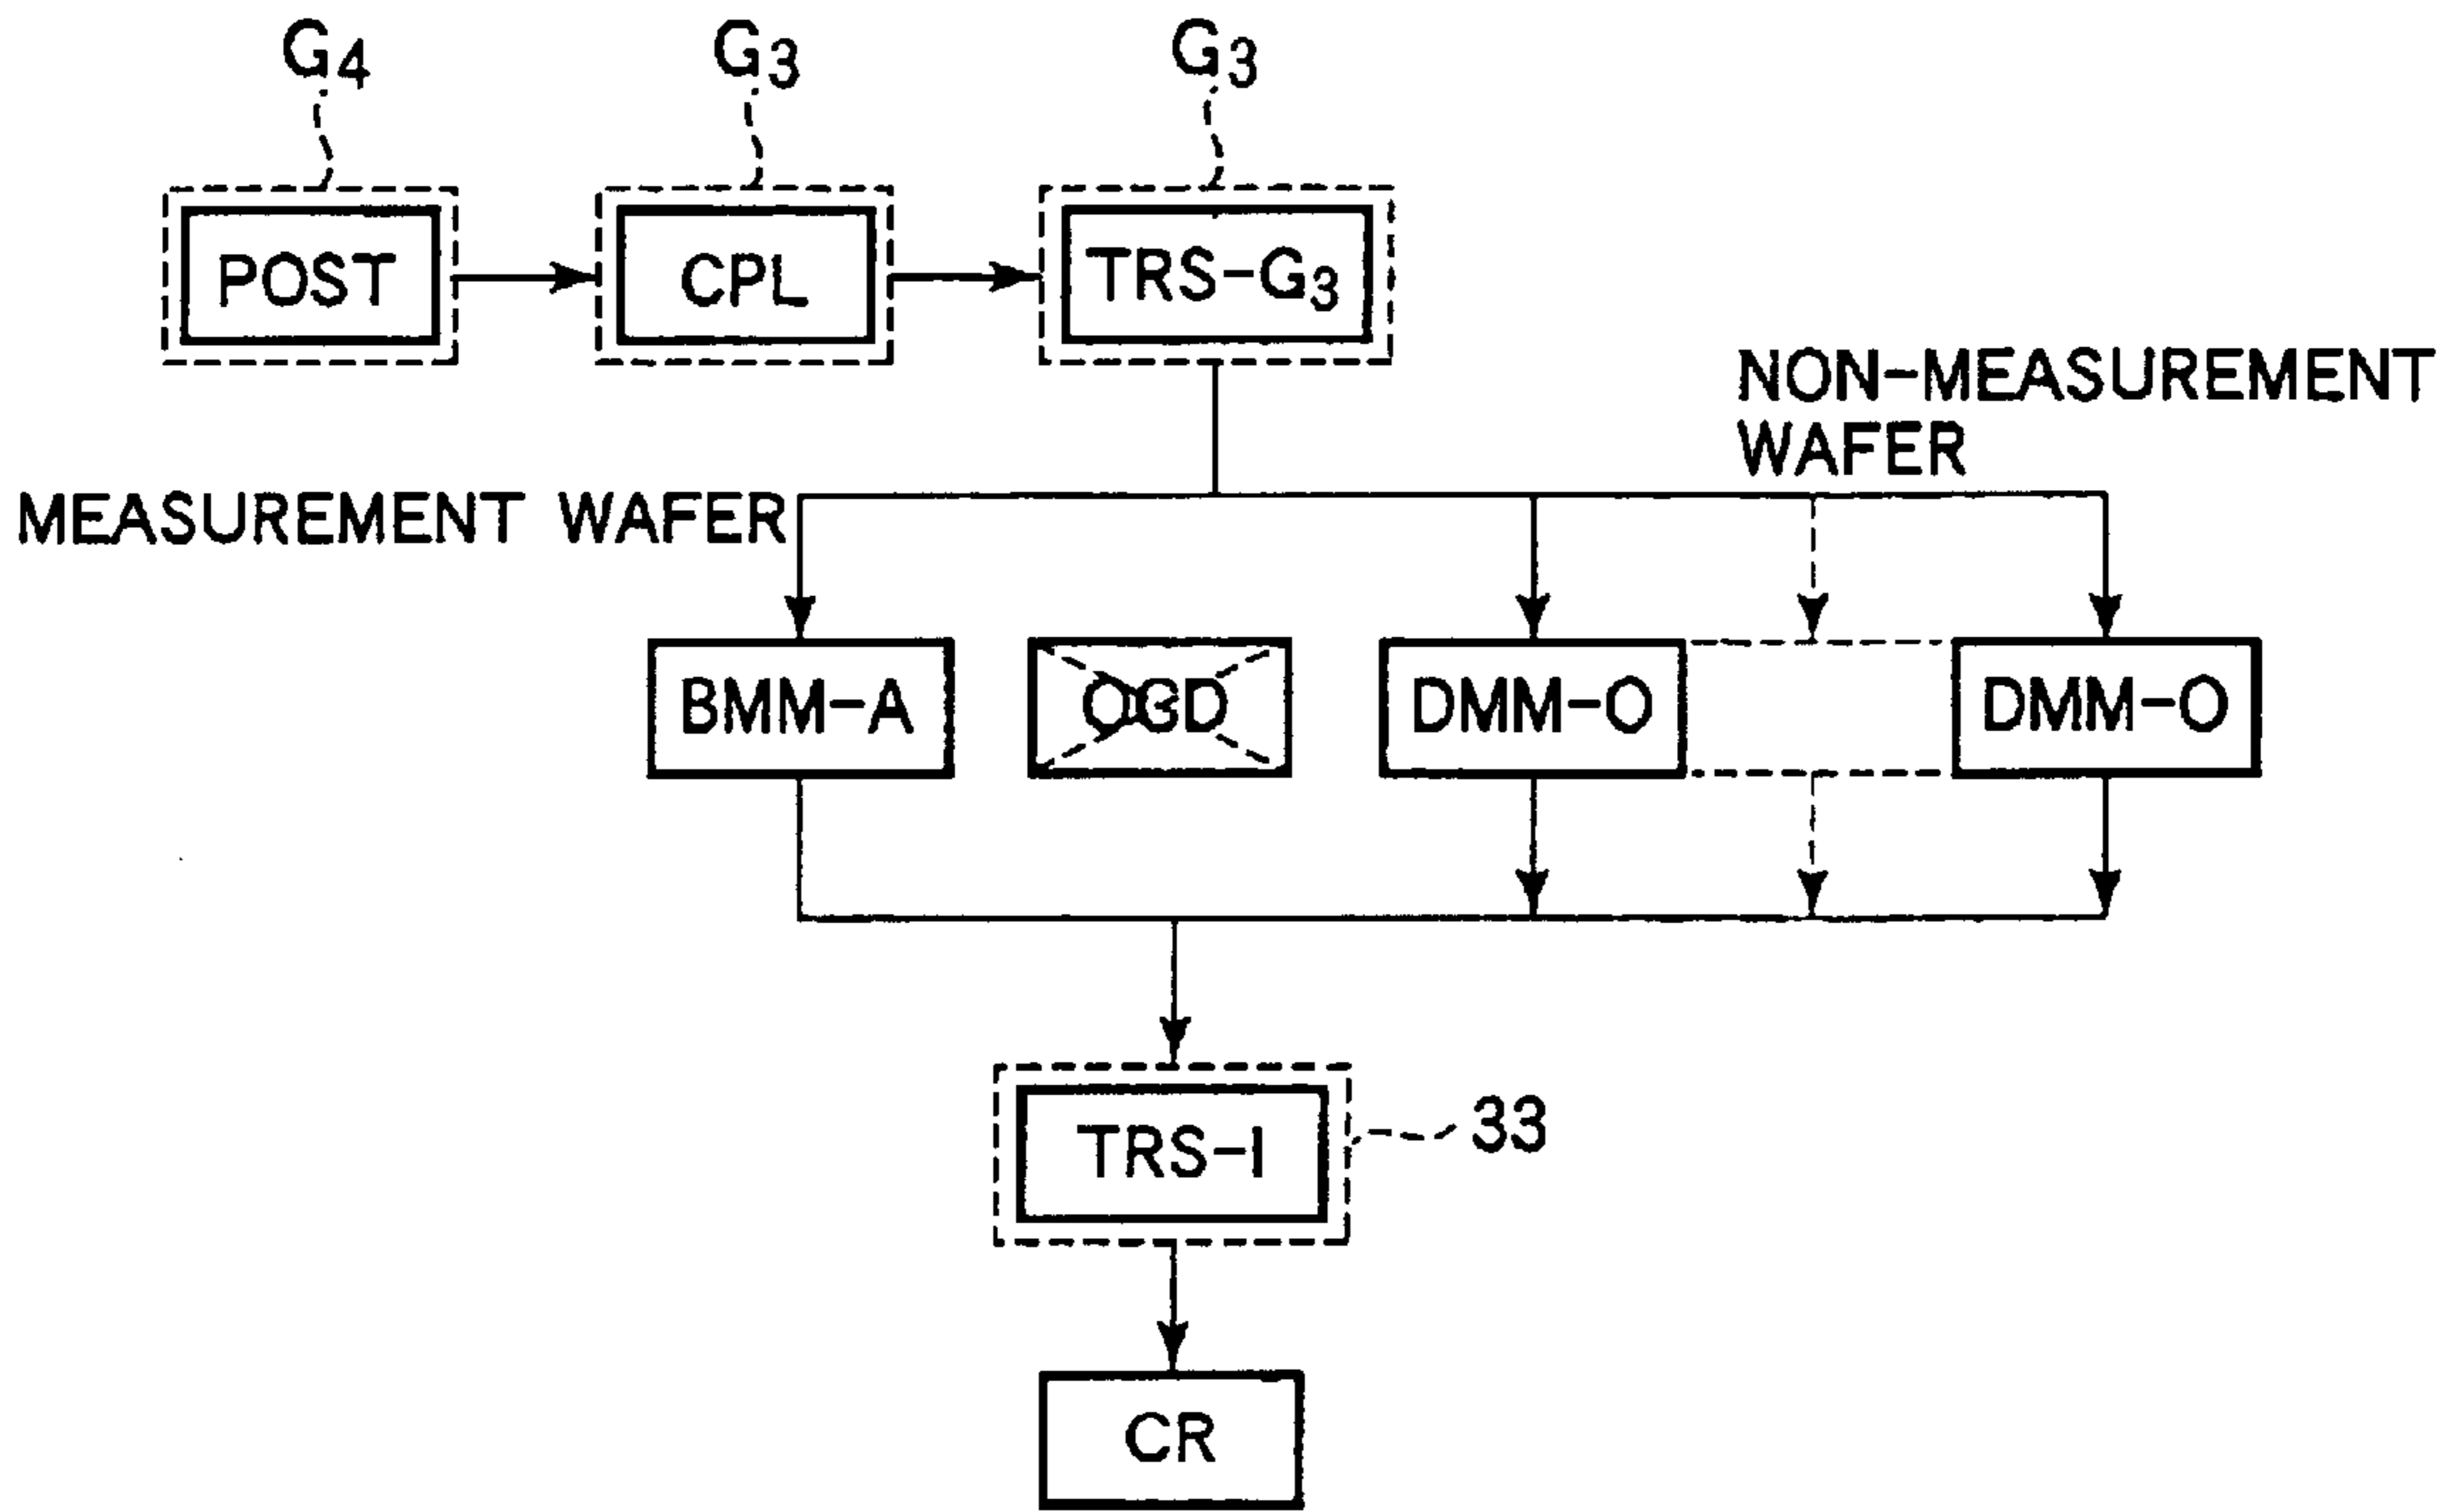 G4
G3
G3
POST
CPL
TRS-G3
NON-MEASUREMENT
WAFER
MEASUREMENT WAFER
BMM-A
OGD
DMM-O
DMM-O
TRS-I
33
CR